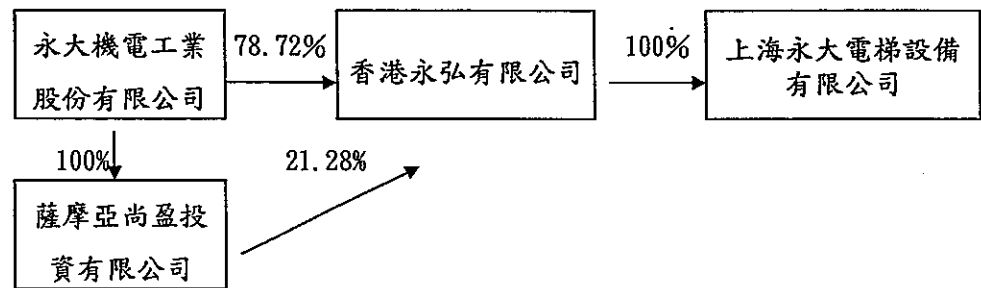 永大機電工業
股份有限公司
78.72%
香港永弘有限公司
100%
上海永大電梯設備
有限公司
100%
21.28%
薩摩亞尚盈投
資有限公司